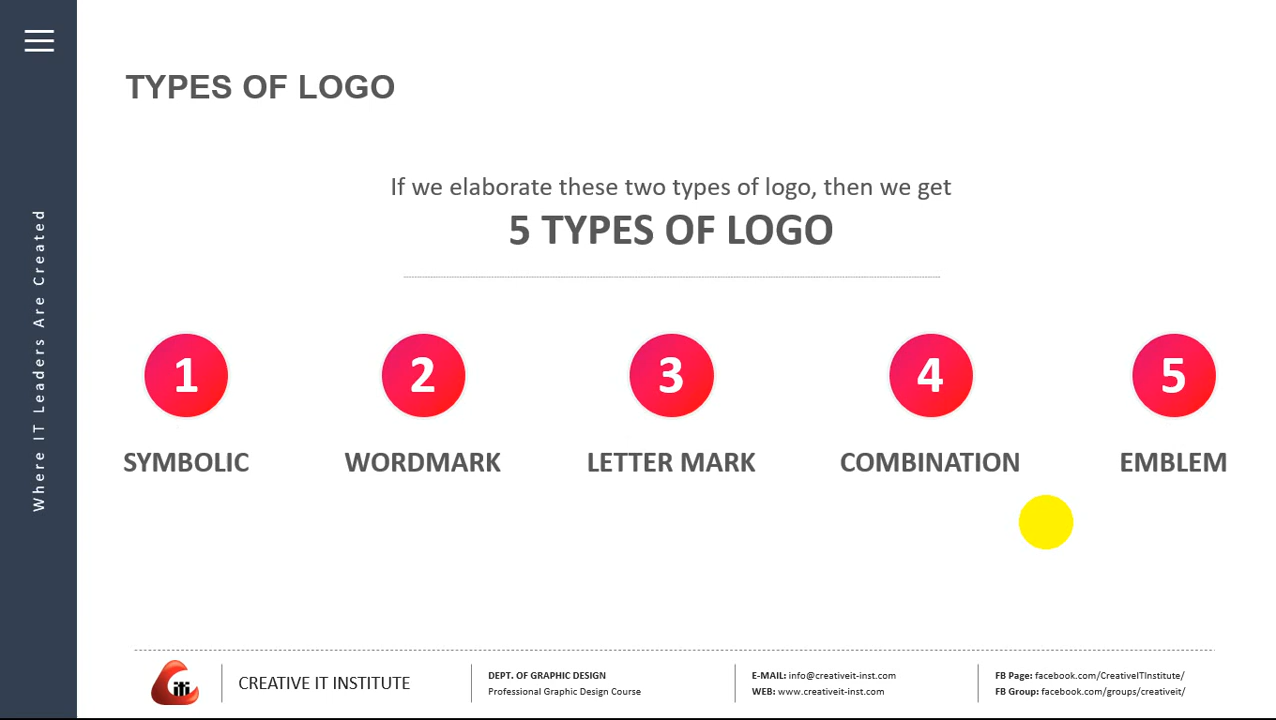 TYPES OF LOGO
If we elaborate these two types of logo, then we get
5 TYPES OF LOGO
1
2
3
4
5
SYMBOLIC
WORDMARK
LETTER MARK
COMBINATION
EMBLEM
Where IT Leaders Are Created
iti
CREATIVE IT INSTITUTE
DEPT. OF GRAPHIC DESIGN
Professional Graphic Design Course
E-MAIL: info@creativeit-inst.com
WEB: www.creativeit-inst.com
FB Page: facebook.com/CreativeITInstitute/
FB Group: facebook.com/groups/creativeit/